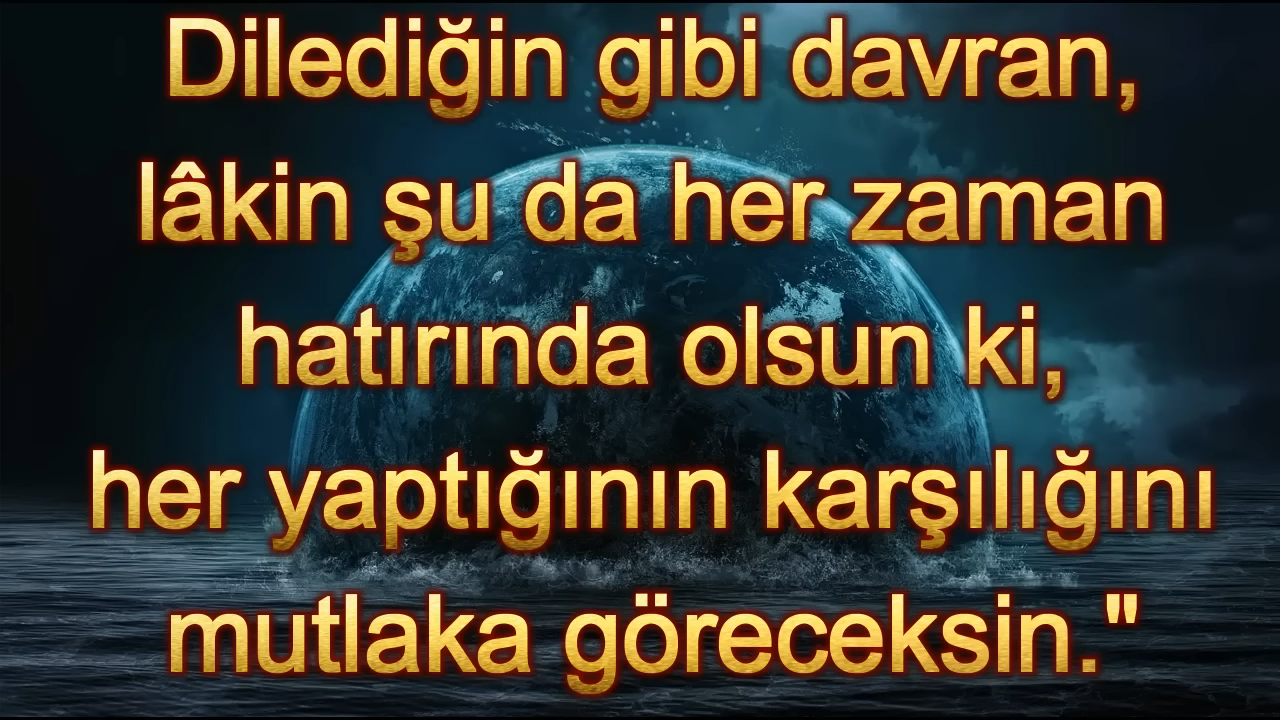 Dilediğin gibi davran,
lâkin şu da her zaman
hatırında olsun ki,
her yaptığının karşılığını
mutlaka göreceksin."